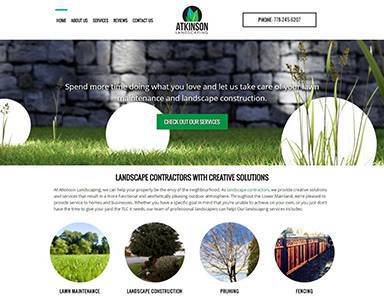 HOME ABOUT US SERVICES REVIEWS CONTACT US
ATKINSON
LANDSCAPING
PHONE: 778-245-6207
Spend more time doing what you love and let us take care of your lawn
maintenance and landscape construction.
CHECK OUT OUR SERVICES
LANDSCAPE CONTRACTORS WITH CREATIVE SOLUTIONS
At Atkinson Landscaping, we can help your property be the envy of the neighbourhood. As landscape contractors, we provide creative solutions
and services that result in a more functional and aesthetically pleasing outdoor atmosphere. Throughout the Lower Mainland, we're pleased to
provide service to homes and businesses. Whether you have a specific goal in mind that you're unable to achieve on your own, or you just don't
have the time to give your yard the TLC it needs, our team of professional landscapers can help! Our landscaping services includes:
LAWN MAINTENANCE LANDSCAPE CONSTRUCTION PRUNING FENCING